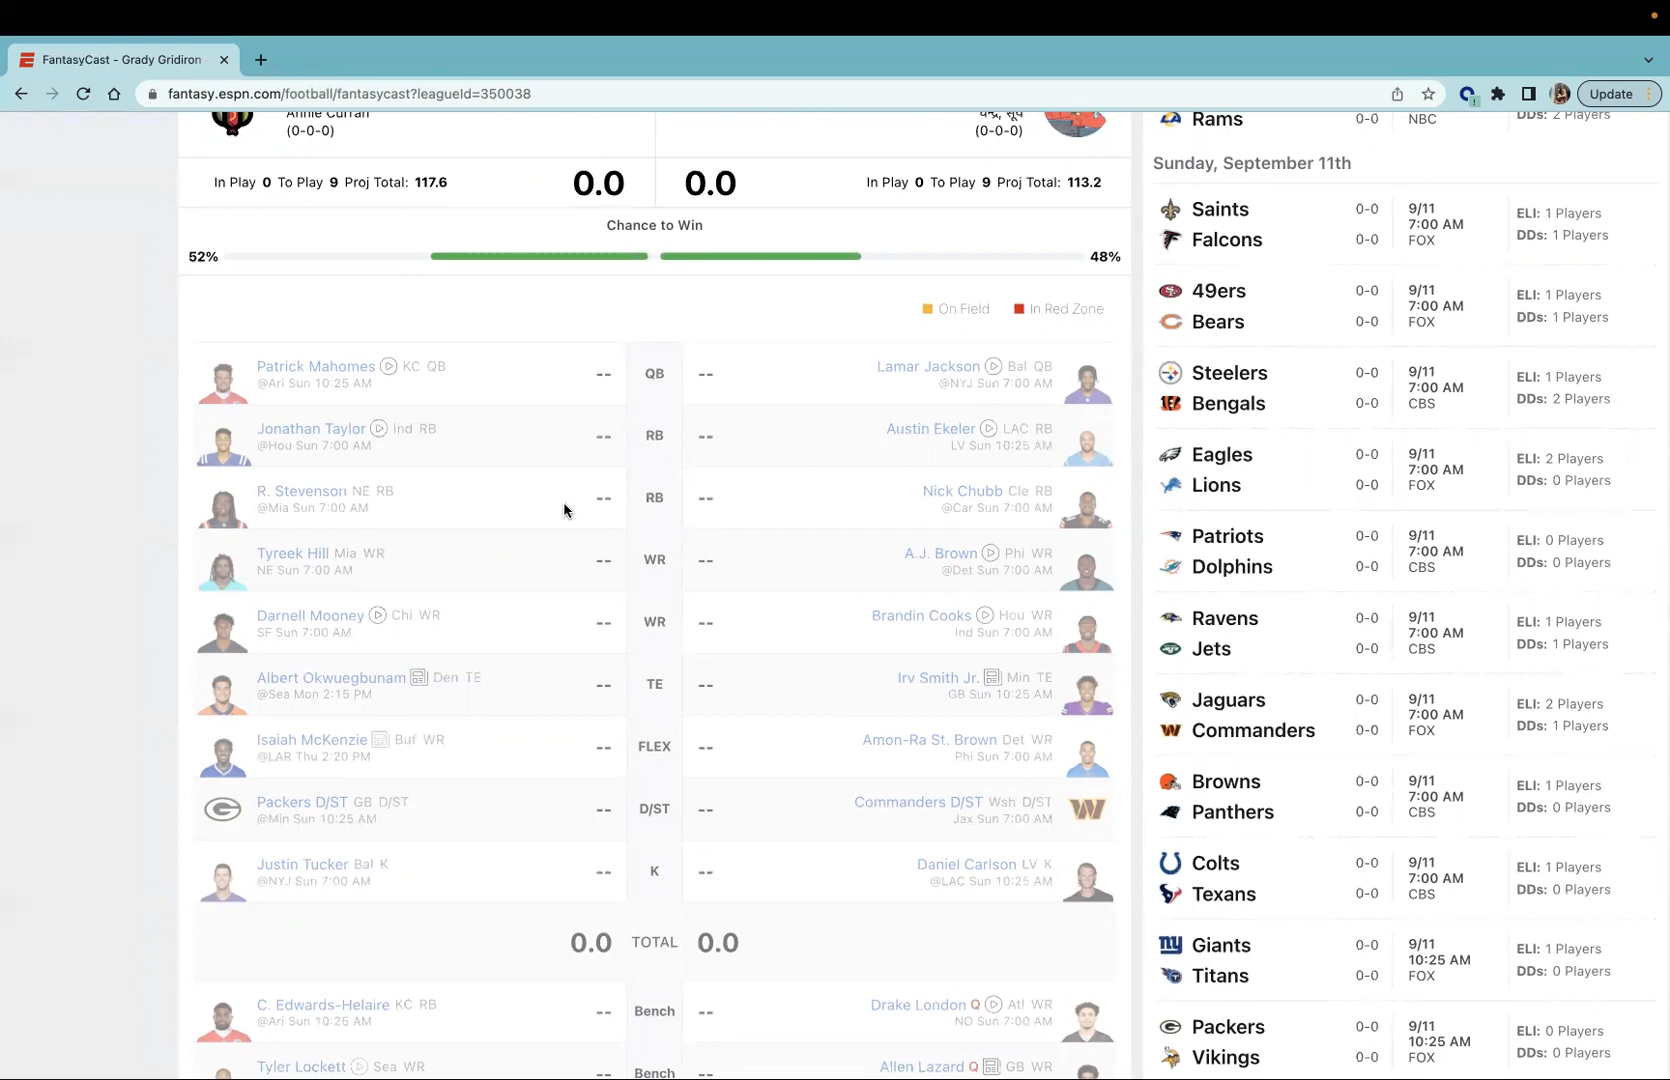 FantasyCast - Grady Gridiron
fantasy.espn.com/football/fantasycast?leagueId=350038
Update
Annie Curran
(0-0-0)
चन्द्र, सूर्य
(0-0-0)
In Play 0 To Play 9 Proj Total: 117.6
0.0
0.0
In Play 0 To Play 9 Proj Total: 113.2
Chance to Win
52%
48%
On Field
In Red Zone
Patrick Mahomes KC QB
@Ari Sun 10:25 AM
--
QB
--
Lamar Jackson Bal QB
@NYJ Sun 7:00 AM
Jonathan Taylor Ind RB
@Hou Sun 7:00 AM
--
RB
--
Austin Ekeler LAC RB
LV Sun 10:25 AM
R. Stevenson NE RB
@Mia Sun 7:00 AM
--
RB
--
Nick Chubb Cle RB
@Car Sun 7:00 AM
Tyreek Hill Mia WR
NE Sun 7:00 AM
--
WR
--
A.J. Brown Phi WR
@Det Sun 7:00 AM
Darnell Mooney Chi WR
SF Sun 7:00 AM
--
WR
--
Brandin Cooks Hou WR
Ind Sun 7:00 AM
Albert Okwuegbunam Den TE
@Sea Mon 2:15 PM
--
TE
--
Irv Smith Jr. Min TE
GB Sun 10:25 AM
Isaiah McKenzie Buf WR
@LAR Thu 2:20 PM
--
FLEX
--
Amon-Ra St. Brown Det WR
Phi Sun 7:00 AM
Packers D/ST GB D/ST
@Min Sun 10:25 AM
--
D/ST
--
Commanders D/ST Wsh D/ST
Jax Sun 7:00 AM
Justin Tucker Bal K
@NYJ Sun 7:00 AM
--
K
--
Daniel Carlson LV K
@LAC Sun 10:25 AM
0.0 TOTAL 0.0
C. Edwards-Helaire KC RB
@Ari Sun 10:25 AM
--
Bench
--
Drake London Q Atl WR
NO Sun 7:00 AM
Tyler Lockett Sea WR
--
Bench
--
Allen Lazard Q GB WR
Rams 0-0 NBC DDs: 2 Players
Sunday, September 11th
Saints 0-0
Falcons 0-0
9/11
7:00 AM
FOX
ELI: 1 Players
DDs: 1 Players
49ers 0-0
Bears 0-0
9/11
7:00 AM
FOX
ELI: 1 Players
DDs: 1 Players
Steelers 0-0
Bengals 0-0
9/11
7:00 AM
CBS
ELI: 1 Players
DDs: 2 Players
Eagles 0-0
Lions 0-0
9/11
7:00 AM
FOX
ELI: 2 Players
DDs: 0 Players
Patriots 0-0
Dolphins 0-0
9/11
7:00 AM
CBS
ELI: 0 Players
DDs: 0 Players
Ravens 0-0
Jets 0-0
9/11
7:00 AM
CBS
ELI: 1 Players
DDs: 1 Players
Jaguars 0-0
Commanders 0-0
9/11
7:00 AM
FOX
ELI: 2 Players
DDs: 1 Players
Browns 0-0
Panthers 0-0
9/11
7:00 AM
CBS
ELI: 1 Players
DDs: 0 Players
Colts 0-0
Texans 0-0
9/11
7:00 AM
CBS
ELI: 1 Players
DDs: 0 Players
Giants 0-0
Titans 0-0
9/11
10:25 AM
FOX
ELI: 1 Players
DDs: 0 Players
Packers 0-0
Vikings 0-0
9/11
10:25 AM
FOX
ELI: 0 Players
DDs: 0 Players